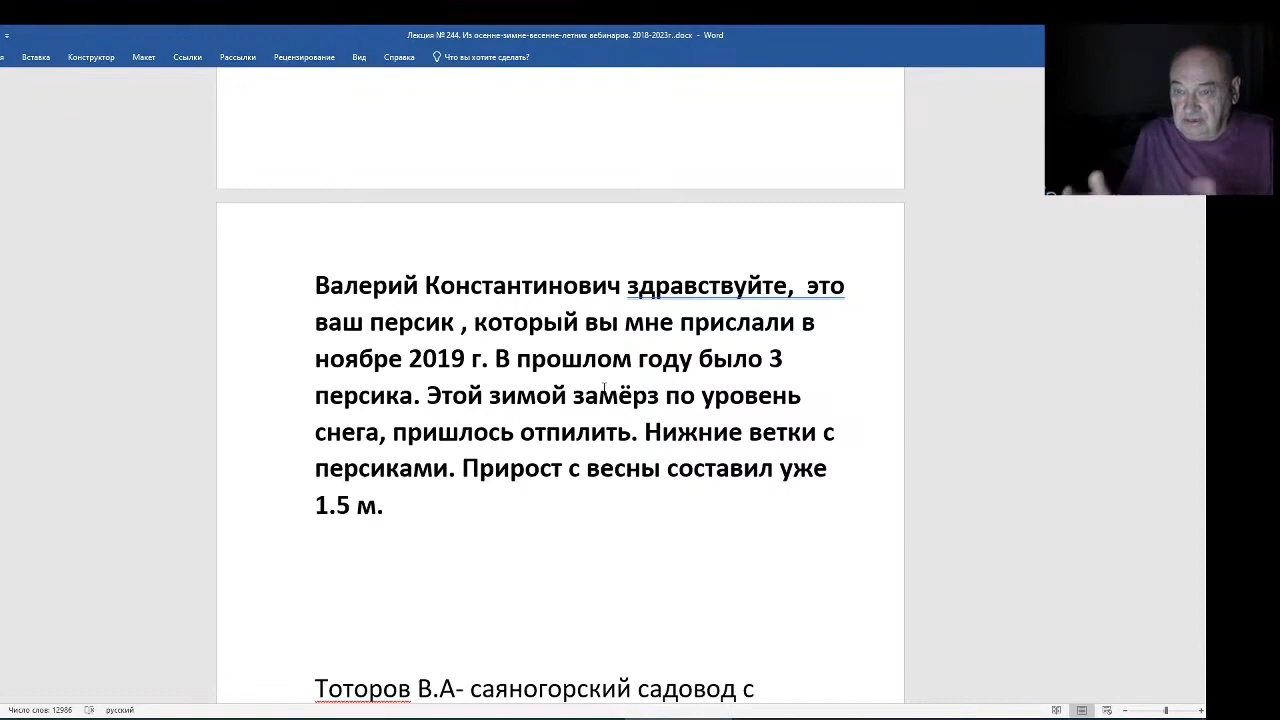 Лекция № 244. Из осенне-зимне-весенне-летних вебинаров. 2018-2023г..docx - Word
я Вставка Конструктор Макет Ссылки Рассылки Рецензирование Вид Справка Что вы хотите сделать?
Валерий Константинович здравствуйте, это
ваш персик , который вы мне прислали в
ноябре 2019 г. В прошлом году было 3
персика. Этой зимой замёрз по уровень
снега, пришлось отпилить. Нижние ветки с
персиками. Прирост с весны составил уже
1.5 м.
Тоторов В.А- саяногорский садовод с
Число слов: 12986 русский